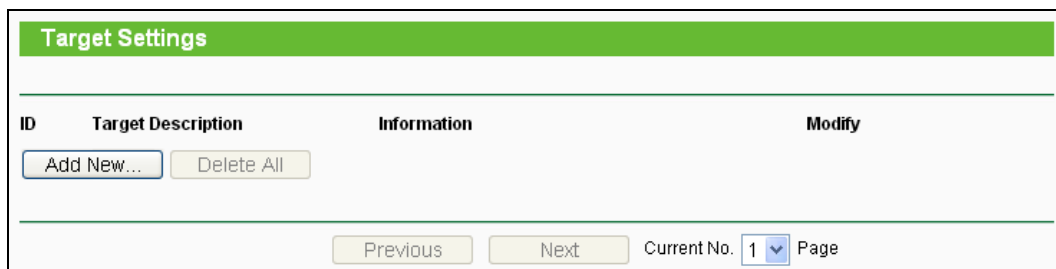 Target Settings
ID Target Description Information Modify
Add New... Delete All
Previous Next Current No. 1 Page